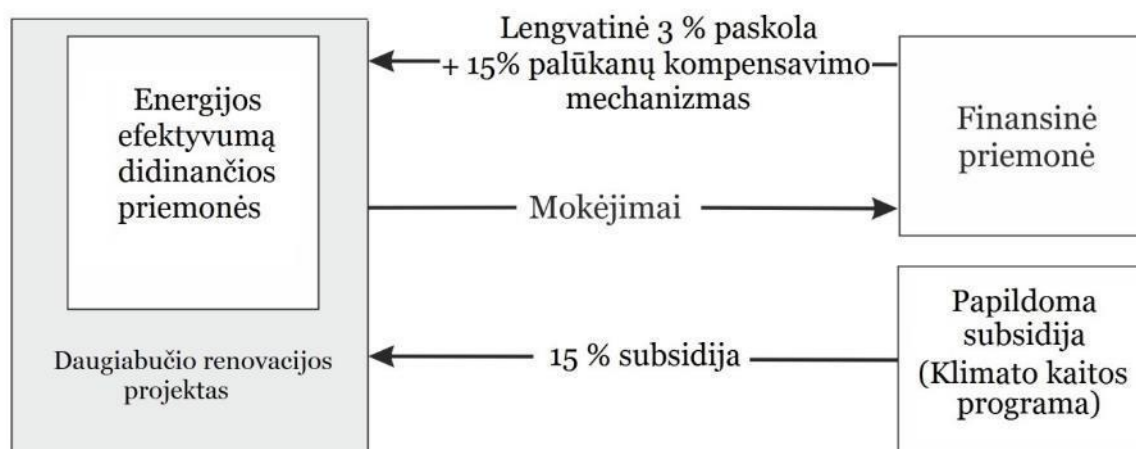 Energijos
efektyvumą
didinančios
priemonės
Daugiabučio renovacijos
projektas
Lengvatinė 3 % paskola
+ 15% palūkanų kompensavimo
mechanizmas
Mokėjimai
15 % subsidija
Finansinė
priemonė
Papildoma
subsidija
(Klimato kaitos
programa)